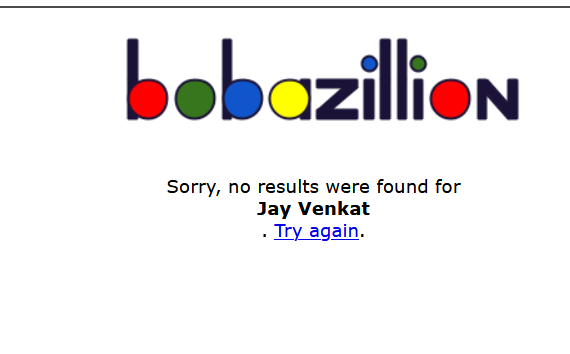 bobazillion
Sorry, no results were found for
Jay Venkat
. Try again.